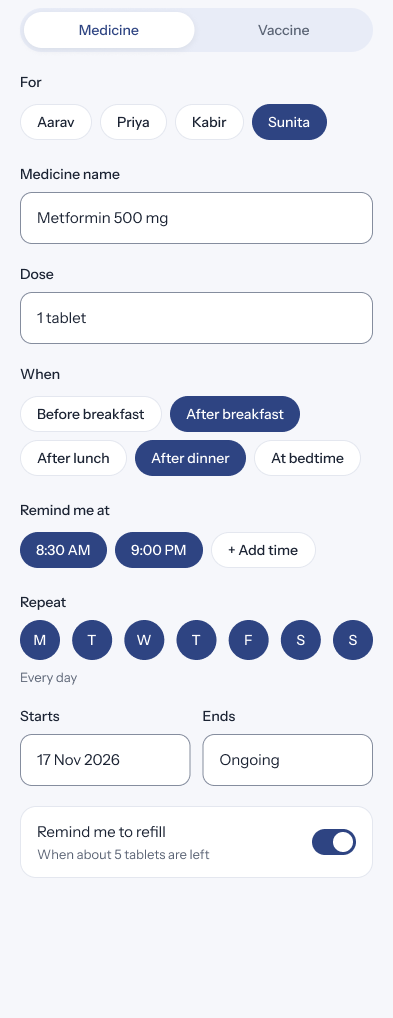 Medicine Vaccine
For
Aarav Priya Kabir Sunita
Medicine name
Metformin 500 mg
Dose
1 tablet
When
Before breakfast After breakfast
After lunch After dinner At bedtime
Remind me at
8:30 AM 9:00 PM + Add time
Repeat
M T W T F S S
Every day
Starts Ends
17 Nov 2026 Ongoing
Remind me to refill
When about 5 tablets are left